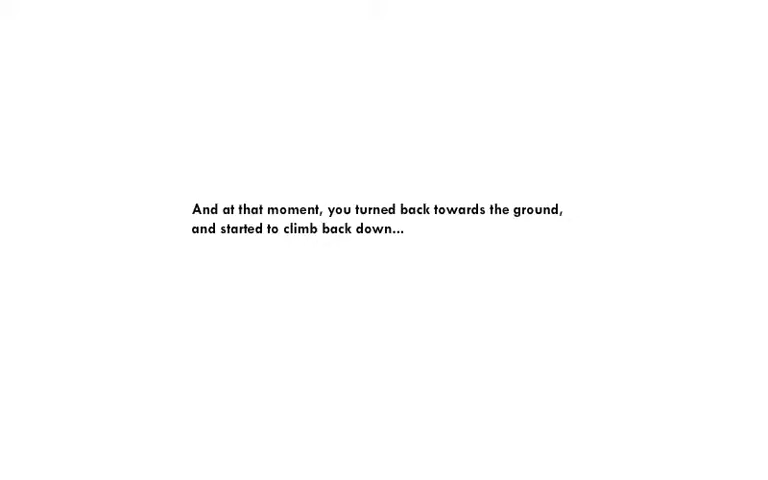 And at that moment, you turned back towards the ground,
and started to climb back down...